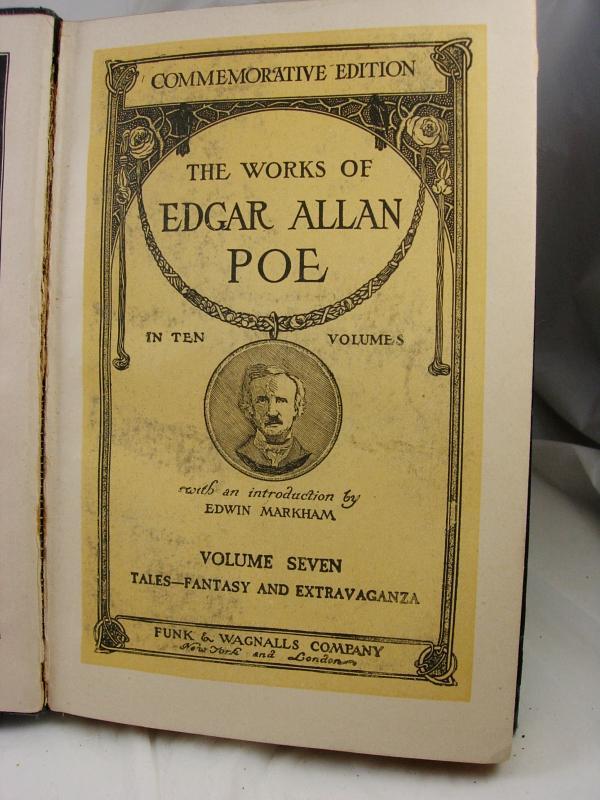 COMMEMORATIVE EDITION
THE WORKS OF
EDGAR ALLAN
POE
IN TEN VOLUMES
with an introduction by
EDWIN MARKHAM
VOLUME SEVEN
TALES—FANTASY AND EXTRAVAGANZA
FUNK & WAGNALLS COMPANY
New York and London